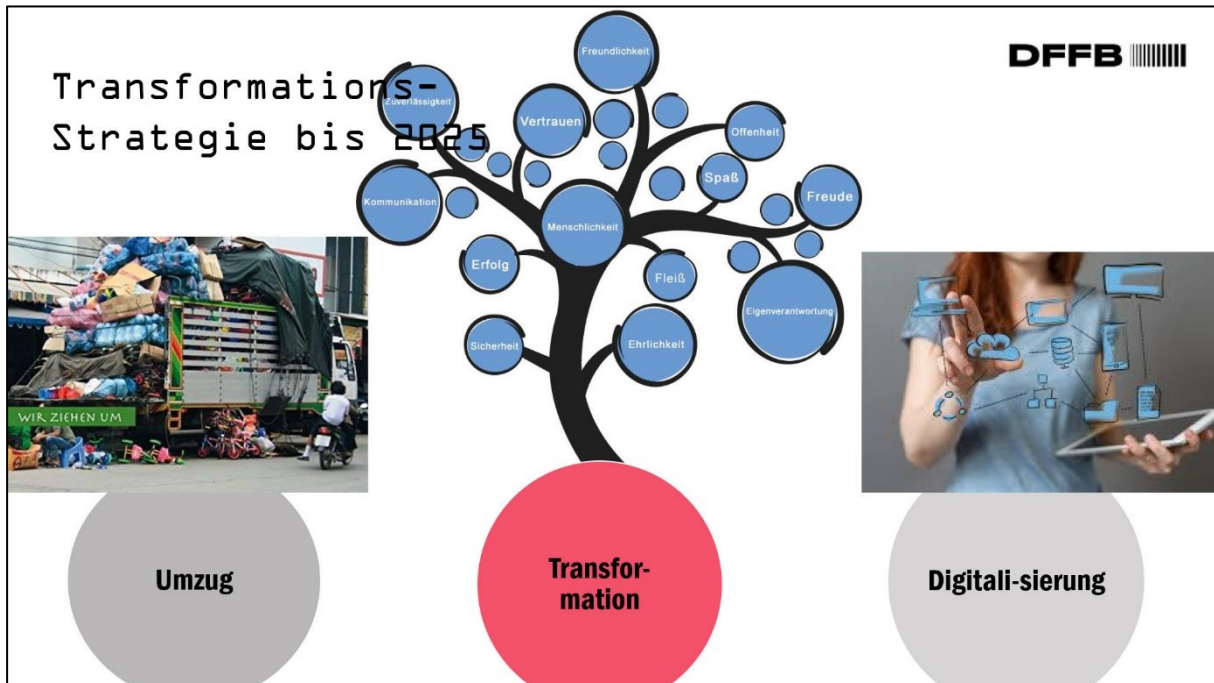 Transformations-
Strategie bis 2025
DFFB
Freundlichkeit
Zuverlässigkeit
Vertrauen
Offenheit
Spaß
Kommunikation
Freude
Menschlichkeit
Erfolg
Fleiß
Eigenverantwortung
Sicherheit
Ehrlichkeit
WIR ZIEHEN UM
Umzug
Transfor-
mation
Digitali-sierung